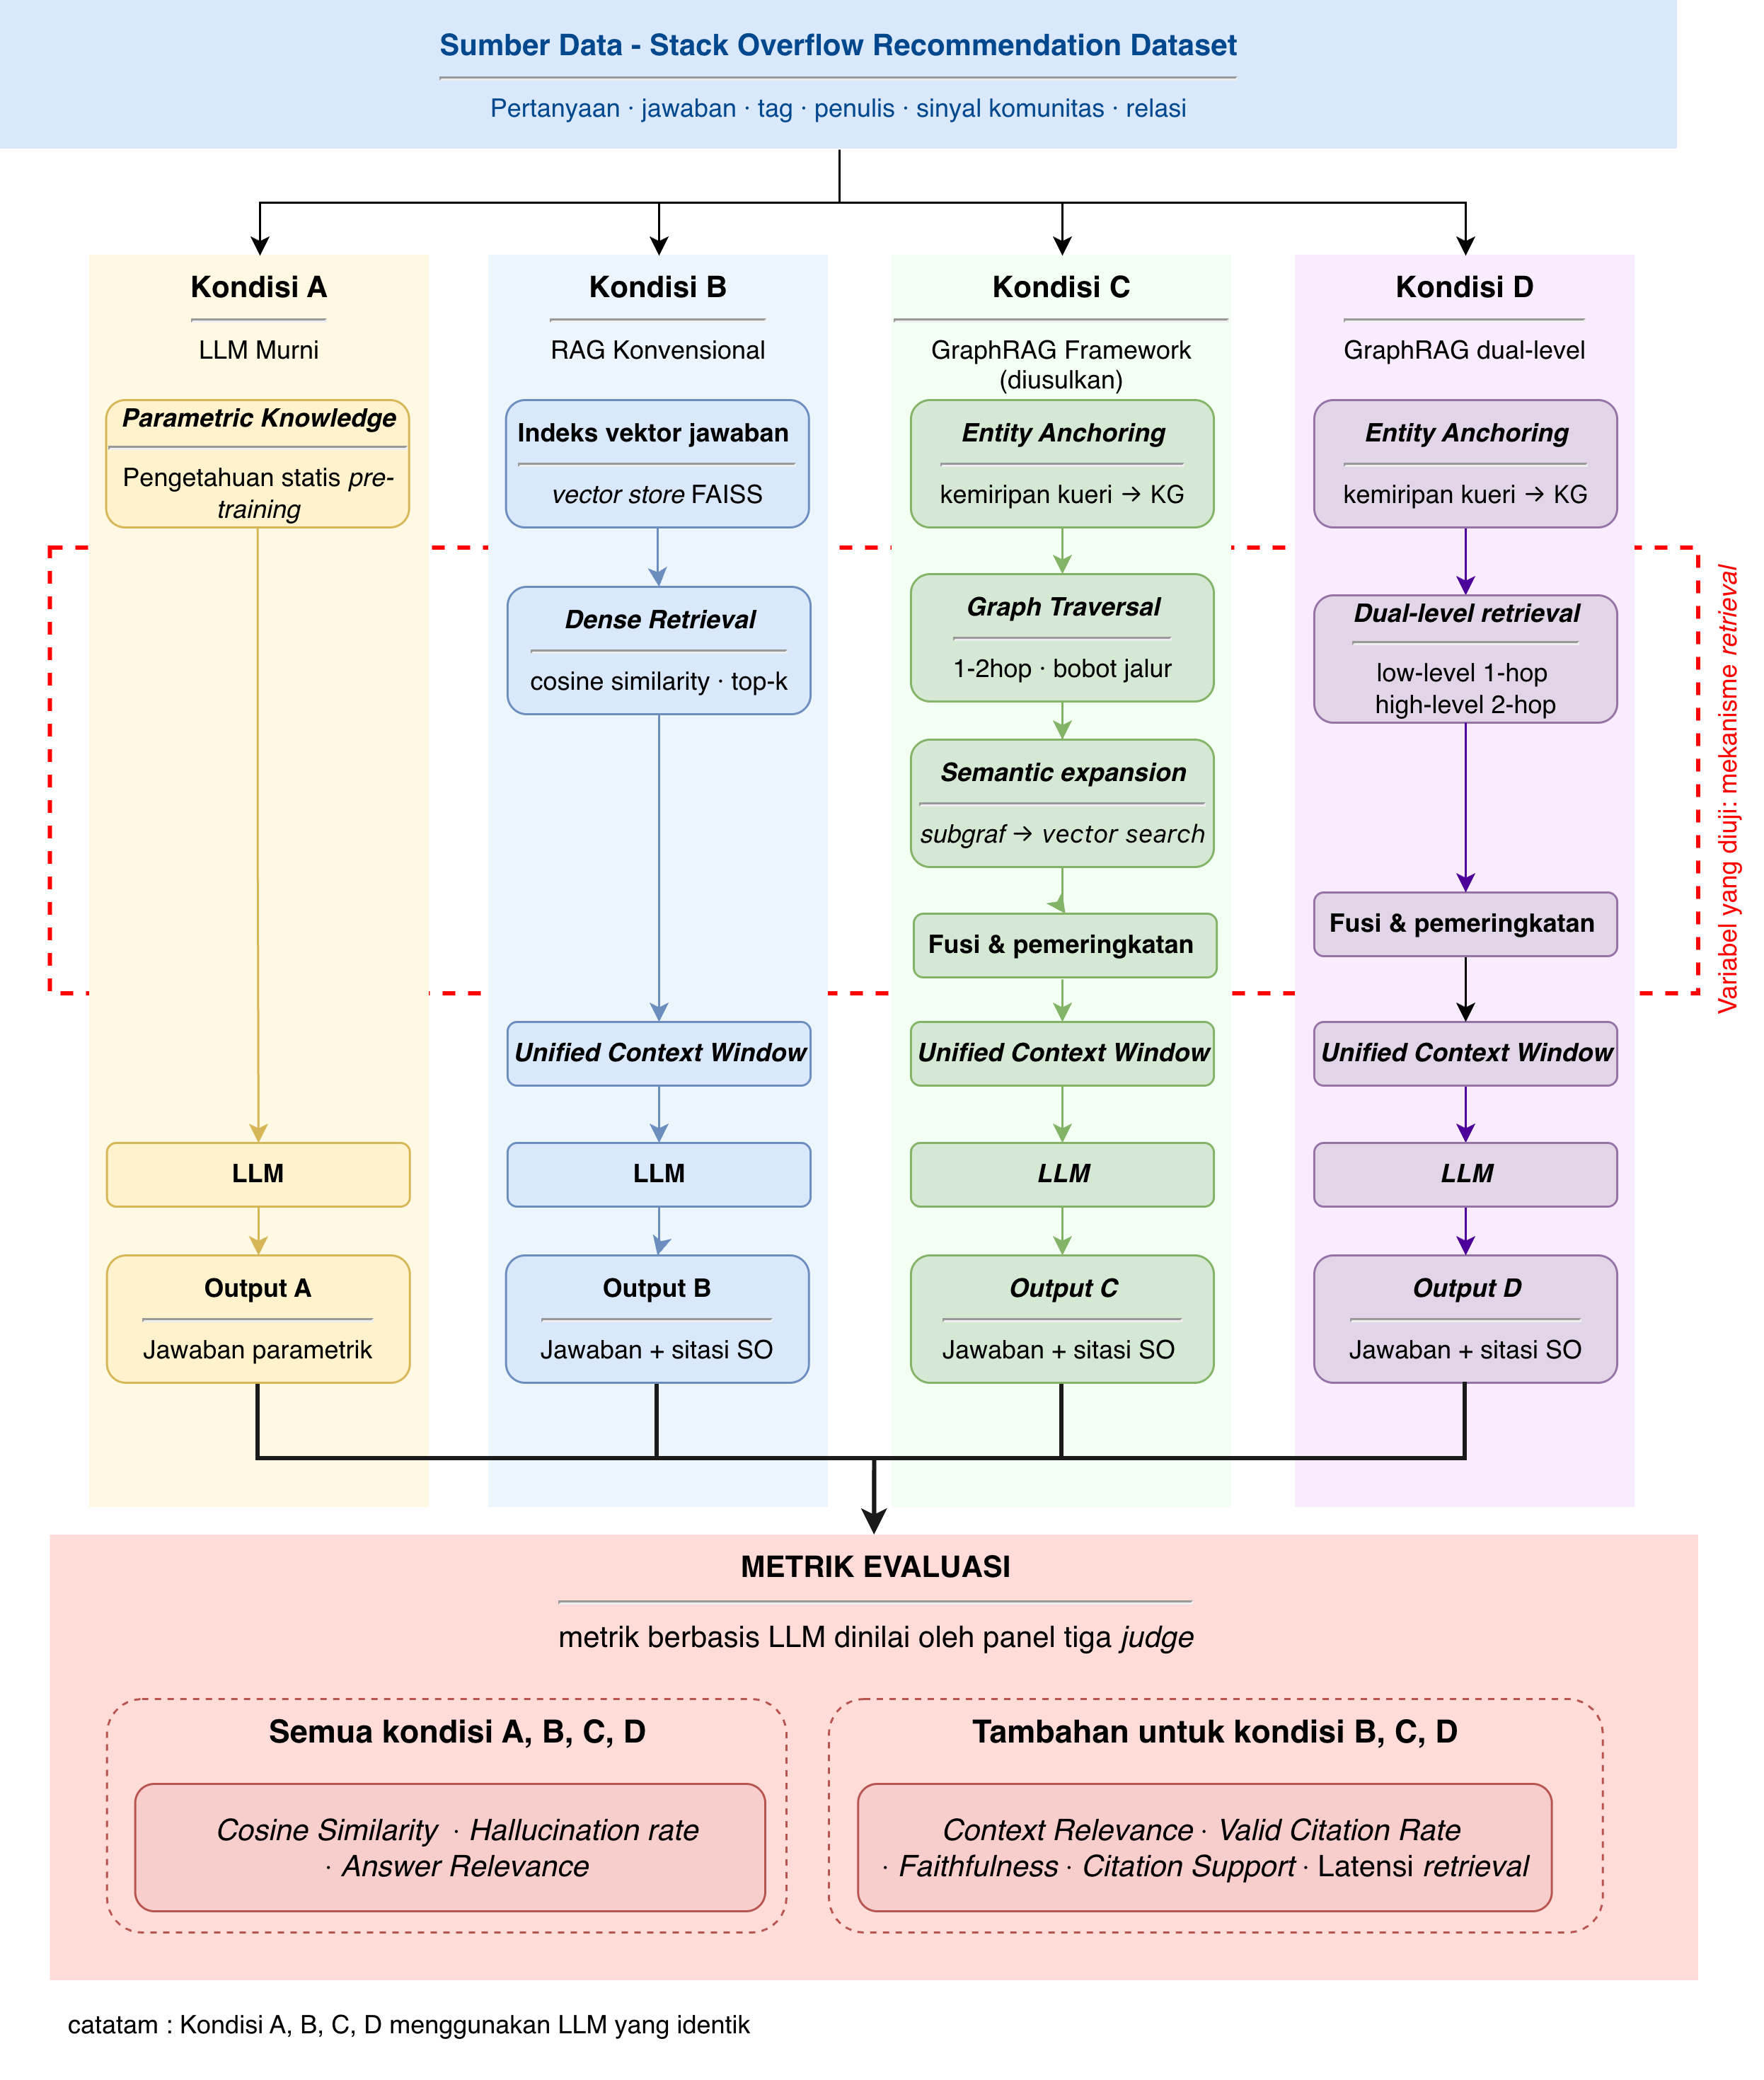 Sumber Data - Stack Overflow Recommendation Dataset
Pertanyaan · jawaban · tag · penulis · sinyal komunitas · relasi
Kondisi A
LLM Murni
Parametric Knowledge
Pengetahuan statis pre-
training
LLM
Output A
Jawaban parametrik
Kondisi B
RAG Konvensional
Indeks vektor jawaban
vector store FAISS
Dense Retrieval
cosine similarity · top-k
Unified Context Window
LLM
Output B
Jawaban + sitasi SO
Kondisi C
GraphRAG Framework
(diusulkan)
Entity Anchoring
kemiripan kueri → KG
Graph Traversal
1-2hop · bobot jalur
Semantic expansion
subgraf → vector search
Fusi & pemeringkatan
Unified Context Window
LLM
Output C
Jawaban + sitasi SO
Kondisi D
GraphRAG dual-level
Entity Anchoring
kemiripan kueri → KG
Dual-level retrieval
low-level 1-hop
high-level 2-hop
Fusi & pemeringkatan
Unified Context Window
LLM
Output D
Jawaban + sitasi SO
Variabel yang diuji: mekanisme retrieval
METRIK EVALUASI
metrik berbasis LLM dinilai oleh panel tiga judge
Semua kondisi A, B, C, D
Cosine Similarity · Hallucination rate
· Answer Relevance
Tambahan untuk kondisi B, C, D
Context Relevance · Valid Citation Rate
· Faithfulness · Citation Support · Latensi retrieval
catatam : Kondisi A, B, C, D menggunakan LLM yang identik